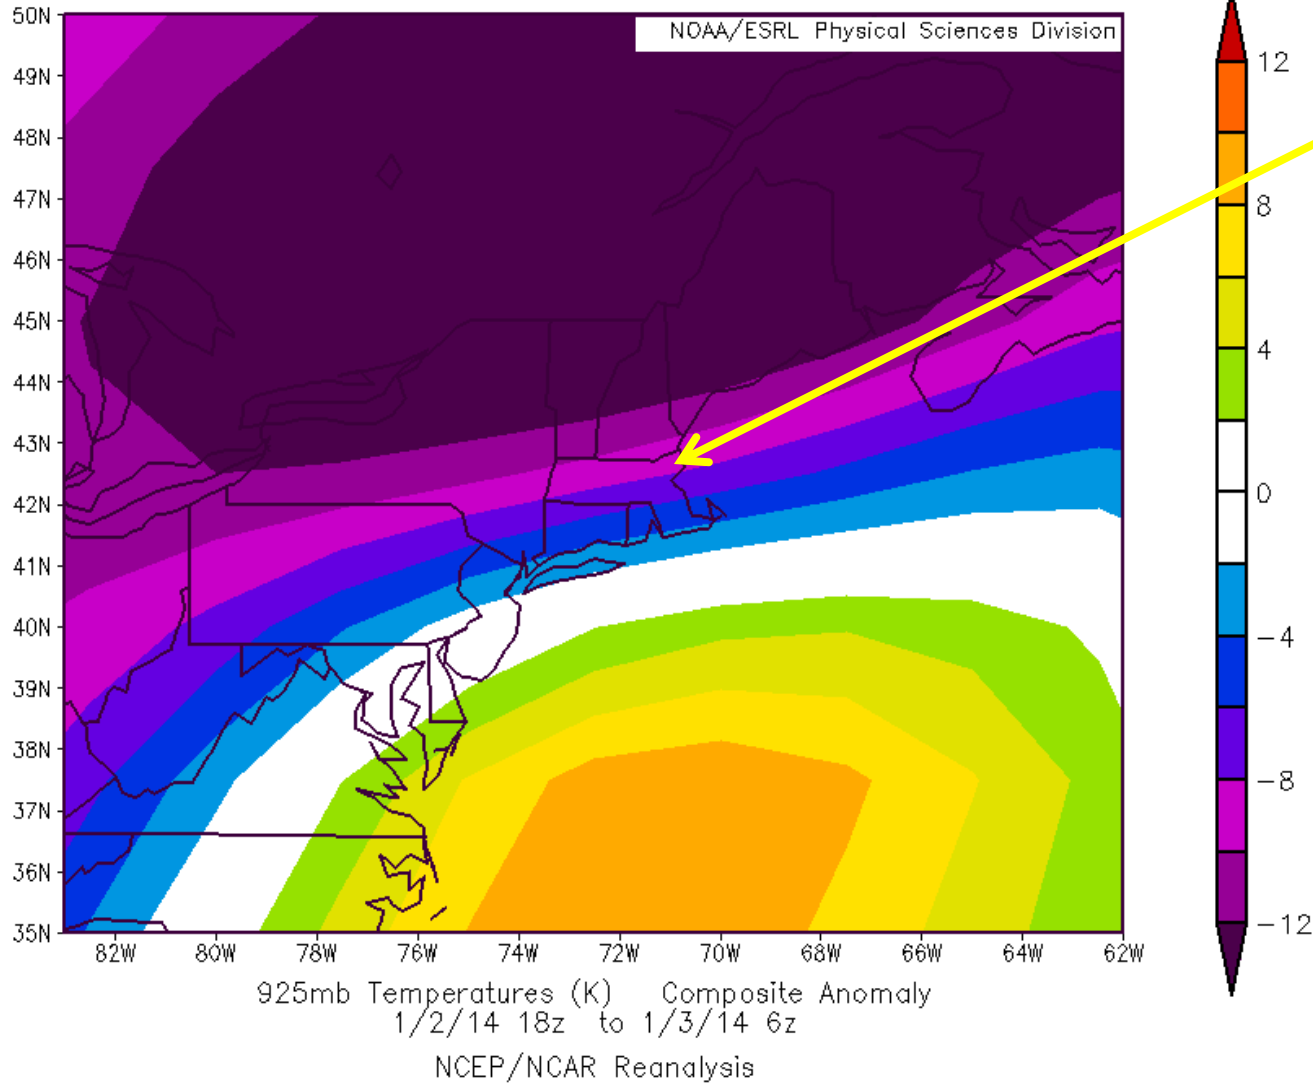 NOAA/ESRL Physical Sciences Division
50N
49N
48N
47N
46N
45N
44N
43N
42N
41N
40N
39N
38N
37N
36N
35N
82W 80W 78W 76W 74W 72W 70W 68W 66W 64W 62W
12
8
4
0
-4
-8
-12
925mb Temperatures (K) Composite Anomaly
1/2/14 18z to 1/3/14 6z
NCEP/NCAR Reanalysis